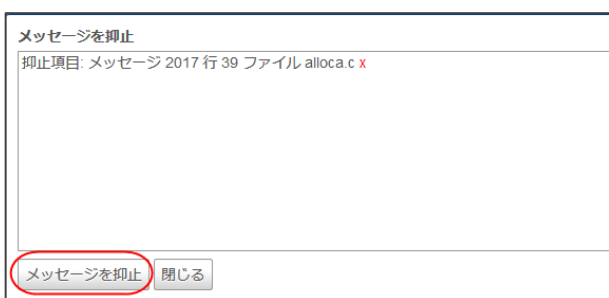 メッセージを抑止
抑止項目: メッセージ 2017 行 39 ファイル alloca.c x
メッセージを抑止 閉じる